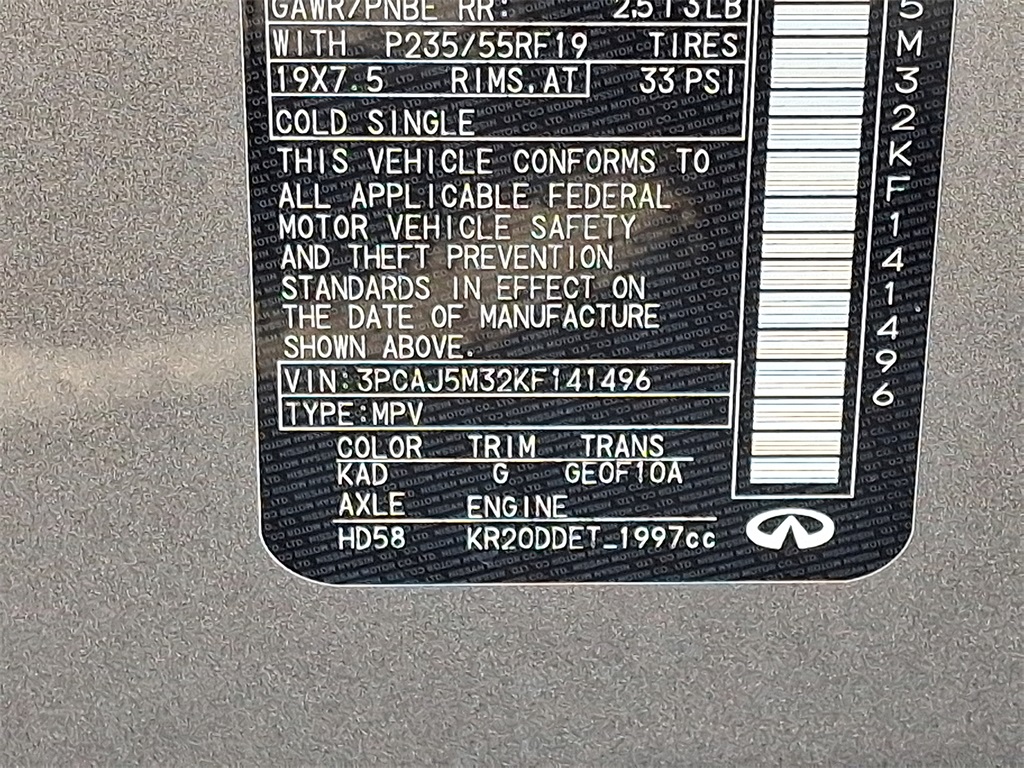 GAWR/PNBE RR: 2513LB
WITH P235/55RF19 TIRES
19X7.5 RIMS.AT 33 PSI
COLD SINGLE
THIS VEHICLE CONFORMS TO
ALL APPLICABLE FEDERAL
MOTOR VEHICLE SAFETY
AND THEFT PREVENTION
STANDARDS IN EFFECT ON
THE DATE OF MANUFACTURE
SHOWN ABOVE.
VIN:3PCAJ5M32KF141496
TYPE:MPV
COLOR TRIM TRANS
KAD G GE0F10A
AXLE ENGINE
HD58 KR20DDET_1997cc
5M32KF141496